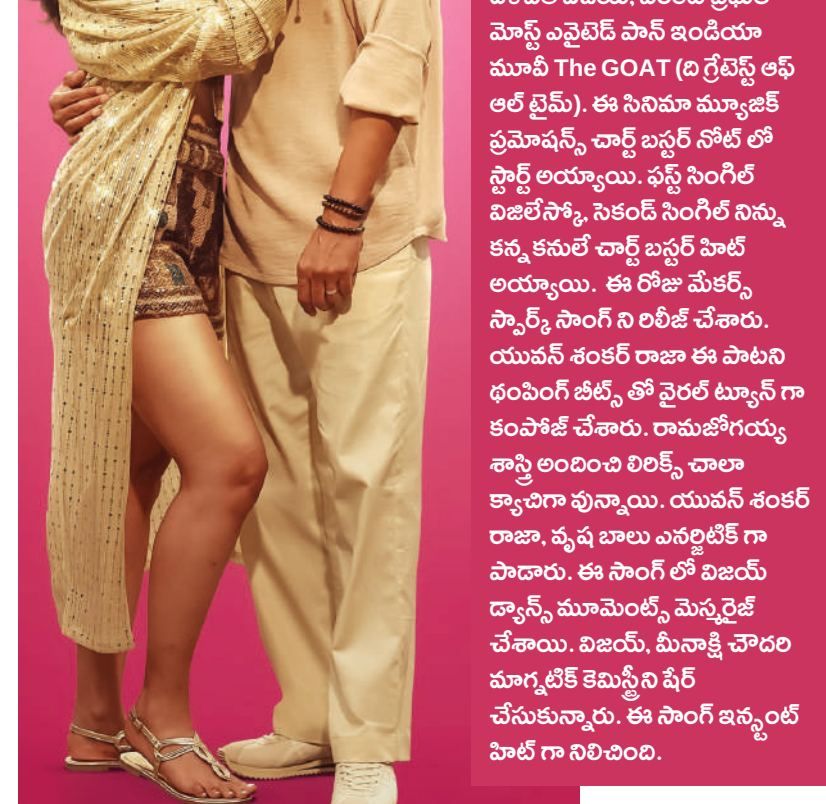 మోస్ట్ ఎవైటెడ్ పాన్ ఇండియా
మూవీ The GOAT (ది గ్రేటెస్ట్ ఆఫ్
ఆల్ టైమ్). ఈ సినిమా మ్యూజిక్
ప్రమోషన్స్ చార్ట్ బస్టర్ నోట్ లో
స్టార్ట్ అయ్యాయి. ఫస్ట్ సింగిల్
విజిలేస్కో, సెకండ్ సింగిల్ నిన్ను
కన్న కనులే చార్ట్ బస్టర్ హిట్
అయ్యాయి. ఈ రోజు మేకర్స్
స్పార్క్ సాంగ్ ని రిలీజ్ చేశారు.
యువన్ శంకర్ రాజా ఈ పాటని
థంపింగ్ బీట్స్ తో వైరల్ ట్యూన్ గా
కంపోజ్ చేశారు. రామజోగయ్య
శాస్త్రి అందించి లిరిక్స్ చాలా
క్యాచిగా వున్నాయి. యువన్ శంకర్
రాజా, వృష బాలు ఎనర్జిటిక్ గా
పాడారు. ఈ సాంగ్ లో విజయ్
డ్యాన్స్ మూమెంట్స్ మెస్మరైజ్
చేశాయి. విజయ్, మీనాక్షి చౌదరి
మాగ్నటిక్ కెమిస్ట్రీని షేర్
చేసుకున్నారు. ఈ సాంగ్ ఇన్స్టంట్
హిట్ గా నిలిచింది.